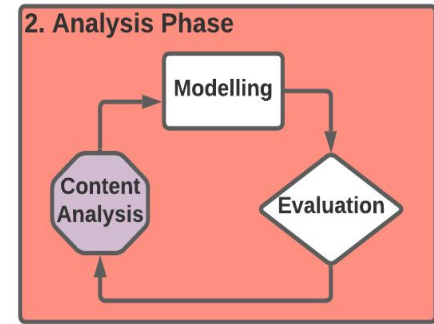 2. Analysis Phase
Modelling
Content
Analysis
Evaluation